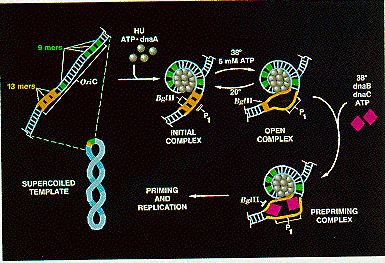 9 mers
13 mers
OriC
HU
ATP·dnaA
38°
5 mM ATP
20°
BglII
P₁
INITIAL
COMPLEX
BglII
P₁
OPEN
COMPLEX
38°
dnaB
dnaC
ATP
SUPERCOILED
TEMPLATE
PRIMING
AND
REPLICATION
BglII
P₁
PREPRIMING
COMPLEX